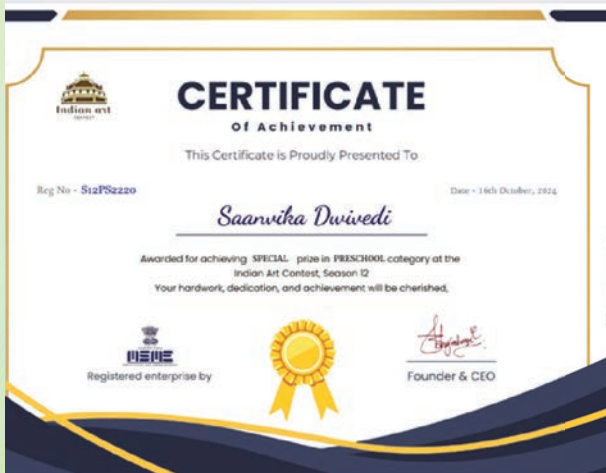 Indian art
CERTIFICATE
Of Achievement
This Certificate is Proudly Presented To
Reg No - S12PS2220
Date - 16th October, 2024
Saanvika Dwivedi
Awarded for achieving SPECIAL prize in PRESCHOOL category at the
Indian Art Contest, Season 12
Your hardwork, dedication, and achievement will be cherished,
MSME
Registered enterprise by
Founder & CEO